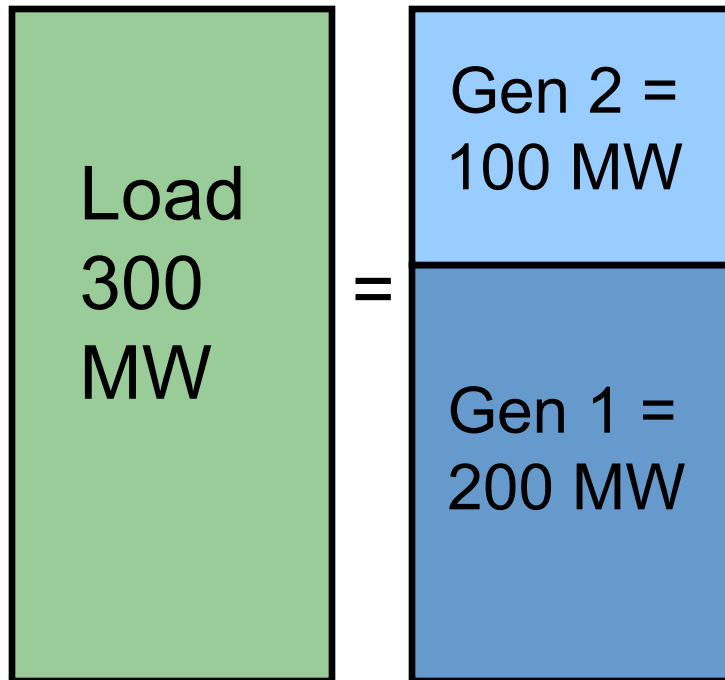 Load
300
MW
=
Gen 2 =
100 MW
Gen 1 =
200 MW